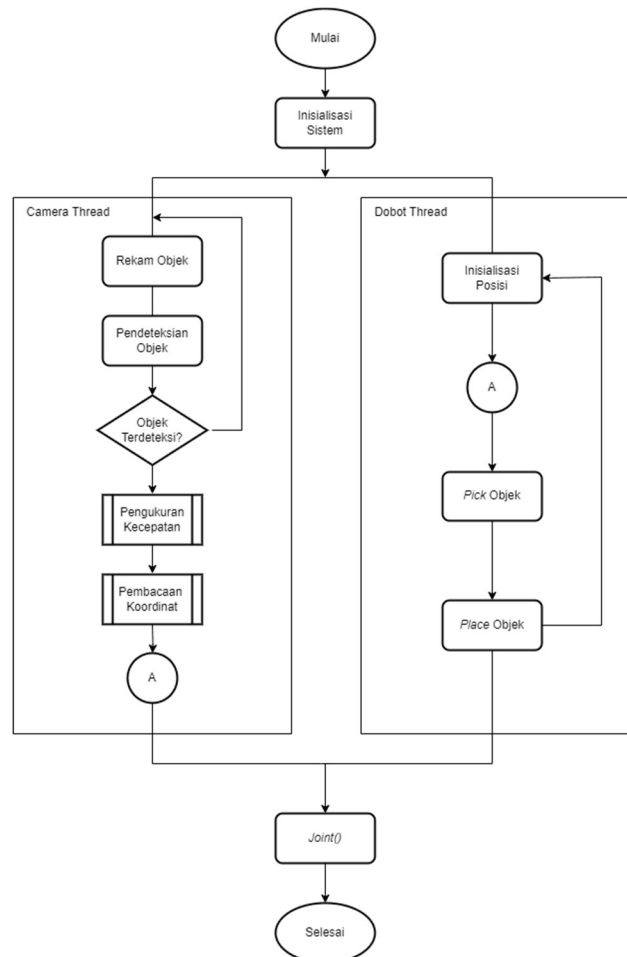 Mulai
Inisialisasi
Sistem
Camera Thread
Rekam Objek
Pendeteksian
Objek
Objek
Terdeteksi?
Pengukuran
Kecepatan
Pembacaan
Koordinat
A
Dobot Thread
Inisialisasi
Posisi
A
Pick Objek
Place Objek
Joint()
Selesai